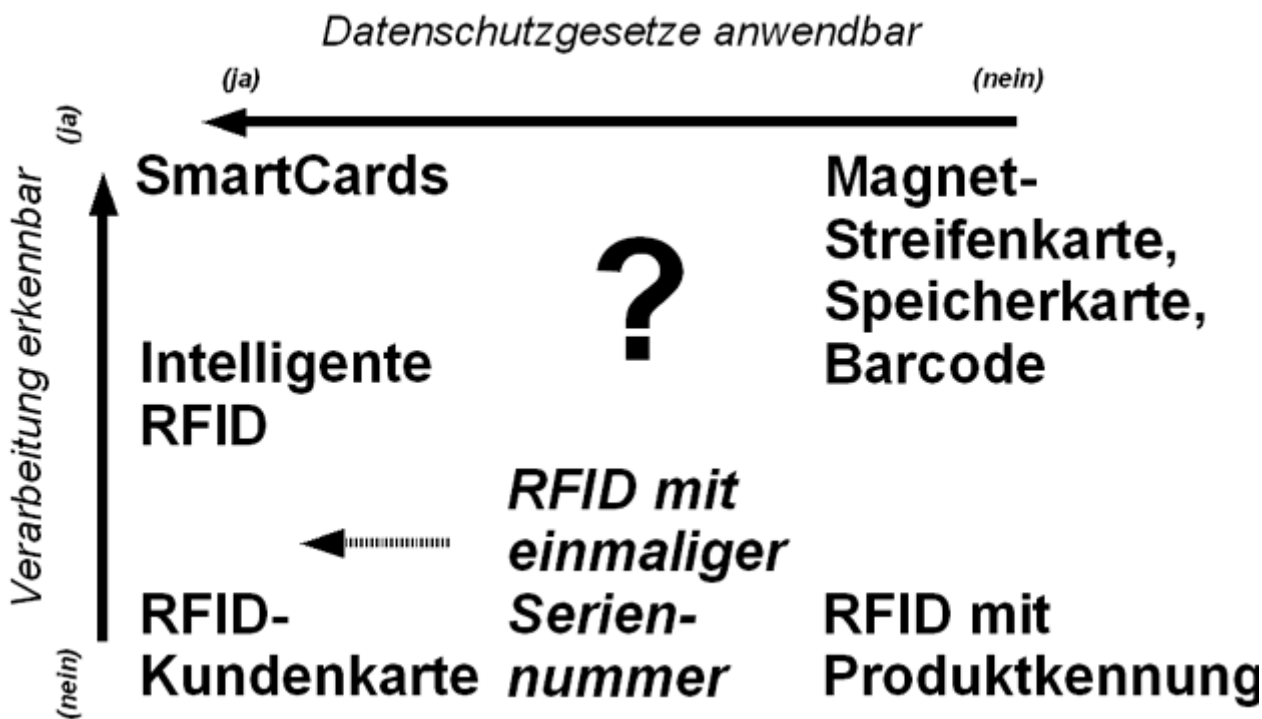 Datenschutzgesetze anwendbar
(ja)
(nein)
(ja)
Verarbeitung erkennbar
(nein)
SmartCards
Magnet-
Streifenkarte,
Speicherkarte,
Barcode
?
Intelligente
RFID
RFID mit
einmaliger
Serien-
nummer
RFID-
Kundenkarte
RFID mit
Produktkennung